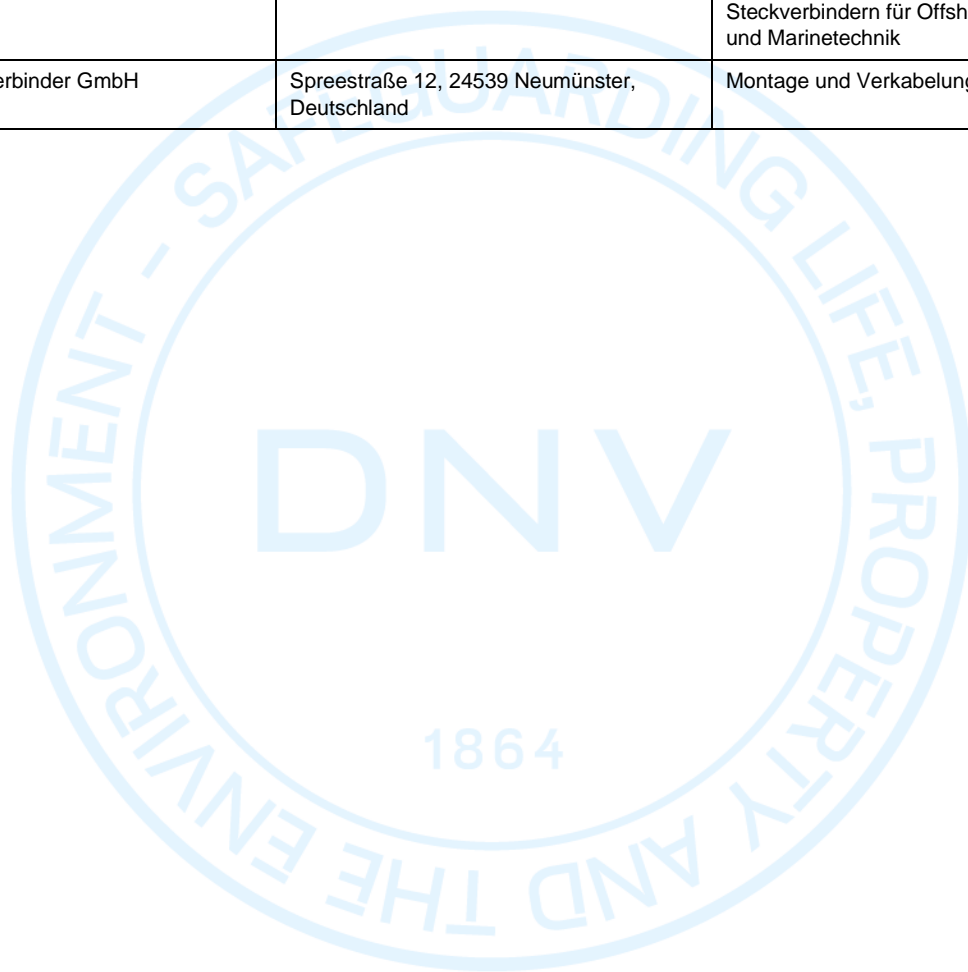 Steckverbindern für Offsh
und Marinetechnik
erbinder GmbH
Spreestraße 12, 24539 Neumünster,
Deutschland
Montage und Verkabelung
SAFEGUARDING LIFE, PROPERTY AND THE ENVIRONMENT -
DNV
1864